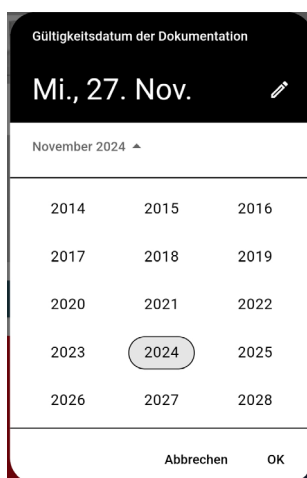 Gültigkeitsdatum der Dokumentation
Mi., 27. Nov.
November 2024
2014 2015 2016
2017 2018 2019
2020 2021 2022
2023 2024 2025
2026 2027 2028
Abbrechen OK